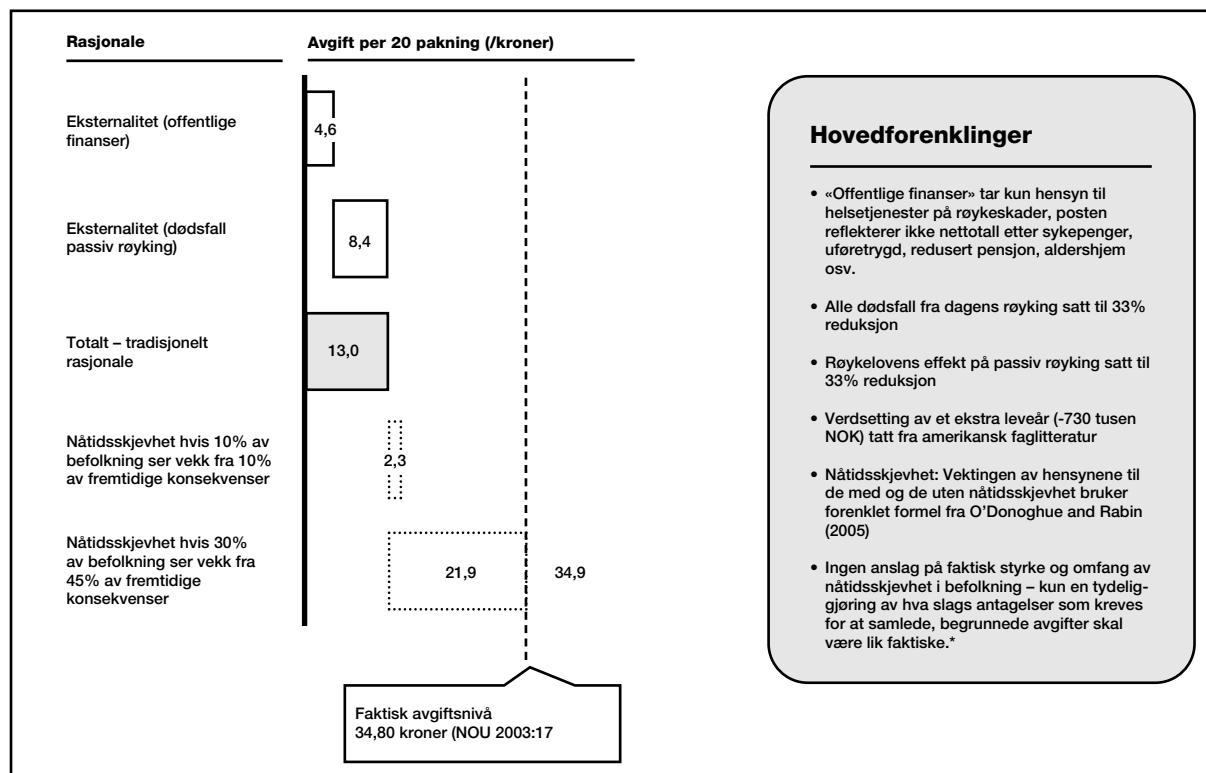 Rasjonale
Avgift per 20 pakning (/kroner)
Eksternalitet (offentlige
finanser)
4,6
Eksternalitet (dødsfall
passiv røyking)
8,4
Totalt – tradisjonelt
rasjonale
13,0
Nåtidsskjevhet hvis 10% av
befolkning ser vekk fra 10%
av fremtidige konsekvenser
2,3
Nåtidsskjevhet hvis 30%
av befolkning ser vekk fra
45% av fremtidige
konsekvenser
21,9
34,9
Faktisk avgiftsnivå
34,80 kroner (NOU 2003:17
Hovedforenklinger
• «Offentlige finanser» tar kun hensyn til
helsetjenester på røykeskader, posten
reflekterer ikke nettotall etter sykepenger,
uføretrygd, redusert pensjon, aldershjem
osv.
• Alle dødsfall fra dagens røyking satt til 33%
reduksjon
• Røykelovens effekt på passiv røyking satt til
33% reduksjon
• Verdsetting av et ekstra leveår (-730 tusen
NOK) tatt fra amerikansk faglitteratur
• Nåtidsskjevhet: Vektingen av hensynene til
de med og de uten nåtidsskjevhet bruker
forenklet formel fra O’Donoghue and Rabin
(2005)
• Ingen anslag på faktisk styrke og omfang av
nåtidsskjevhet i befolkning – kun en tydelig-
ggjøring av hva slags antagelser som kreves
for at samlede, begrunnede avgifter skal
være lik faktiske.*